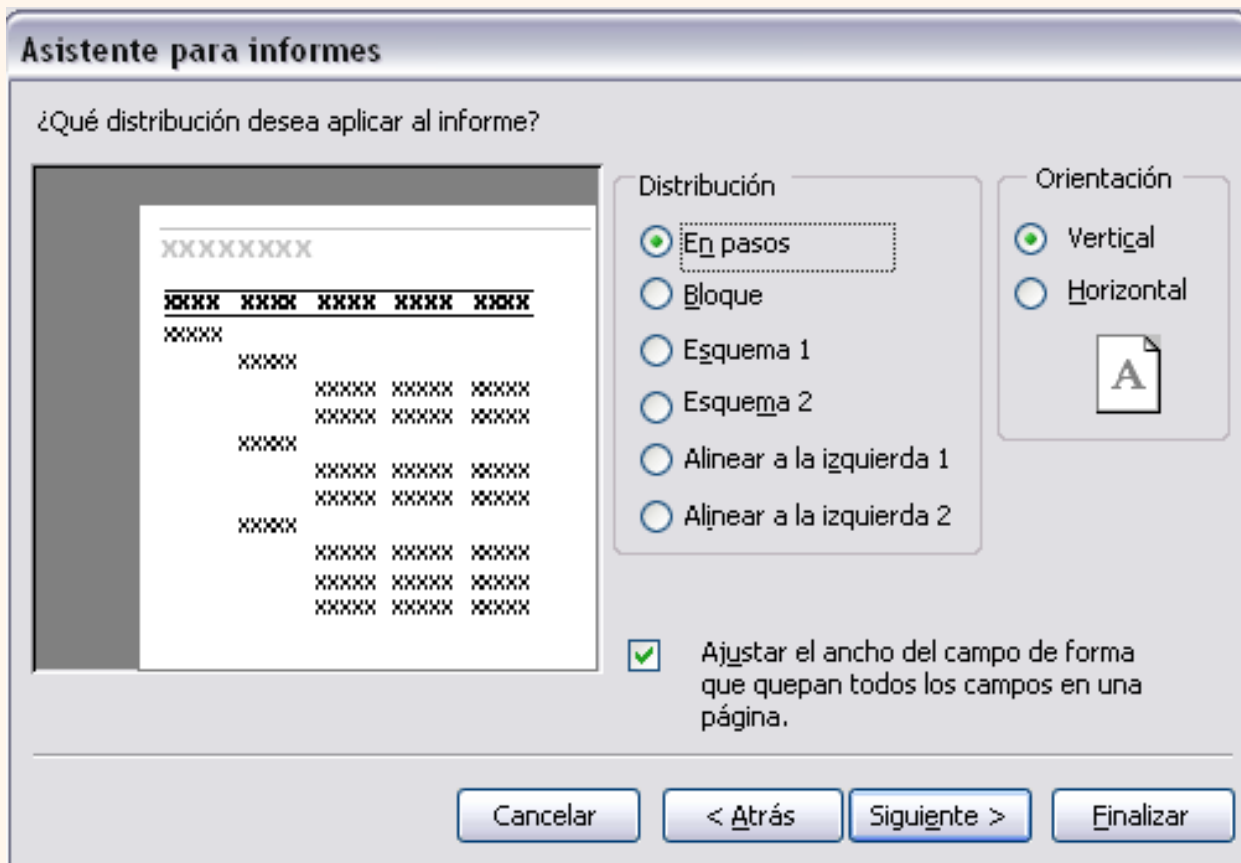 Asistente para informes
¿Qué distribución desea aplicar al informe?
XXXXXXXX
XXXX XXXX XXXX XXXX XXXX
XXXXX
XXXXX
XXXXX XXXXX XXXXX
XXXXX XXXXX XXXXX
XXXXX
XXXXX XXXXX XXXXX
XXXXX XXXXX XXXXX
XXXXX
XXXXX XXXXX XXXXX
XXXXX XXXXX XXXXX
XXXXX XXXXX XXXXX
Distribución
En pasos
Bloque
Esquema 1
Esquema 2
Alinear a la izquierda 1
Alinear a la izquierda 2
Orientación
Vertical
Horizontal
A
Ajustar el ancho del campo de forma
que quepan todos los campos en una
página.
Cancelar
< Atrás
Siguiente >
Finalizar